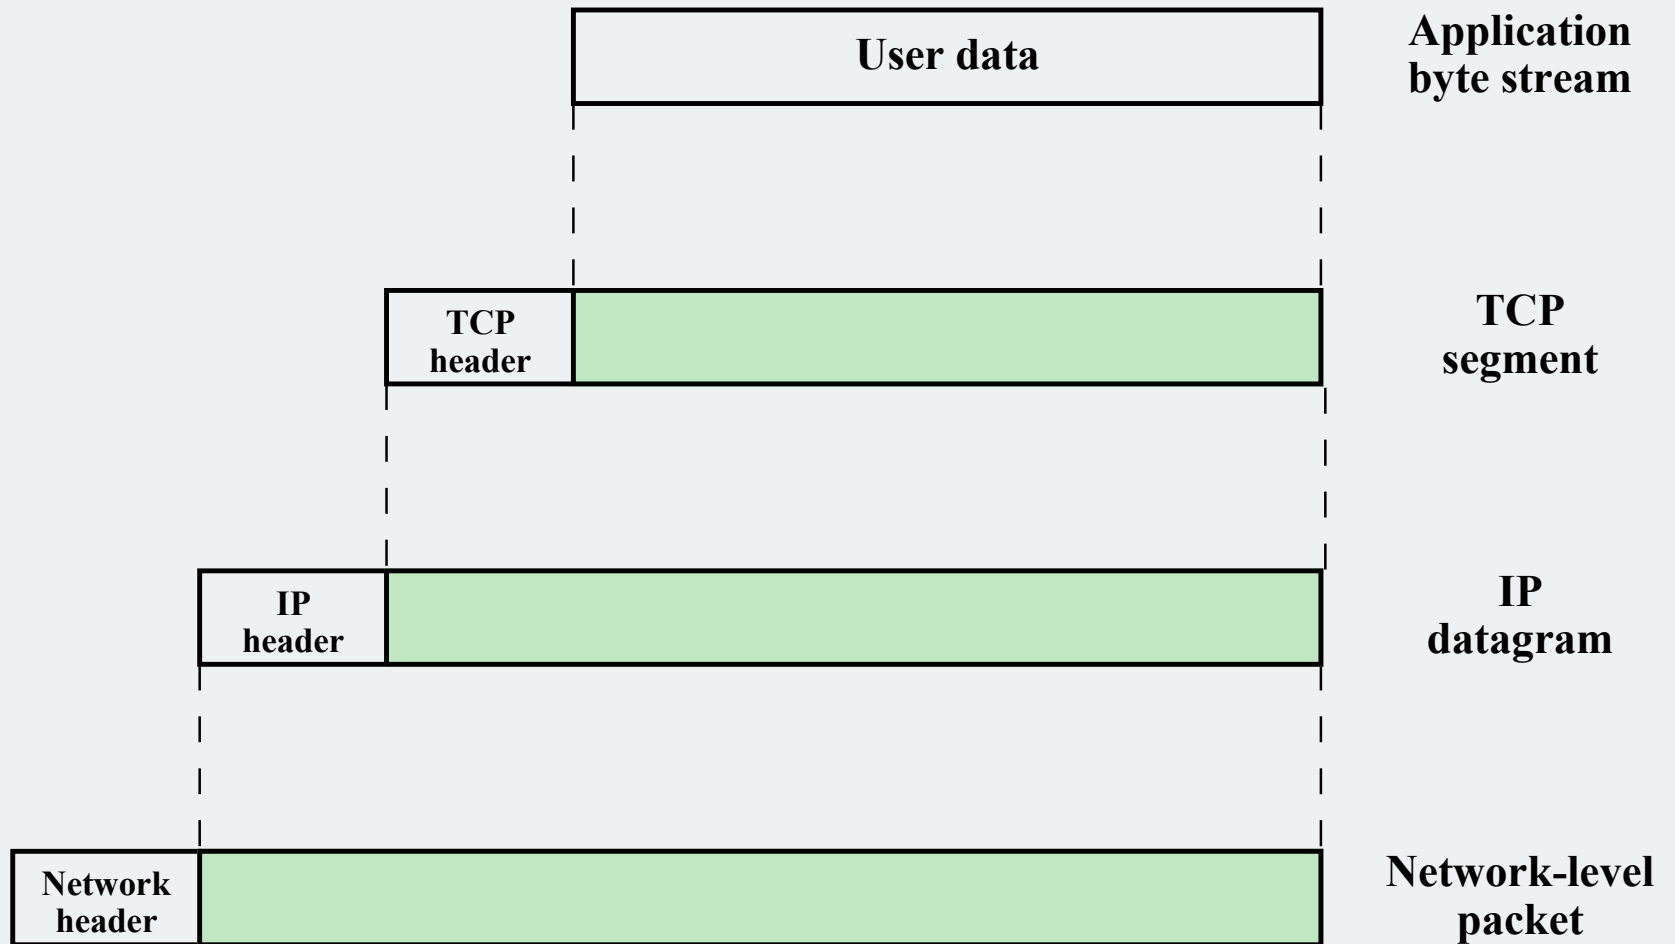 User data
Application
byte stream
TCP
header
TCP
segment
IP
header
IP
datagram
Network
header
Network-level
packet